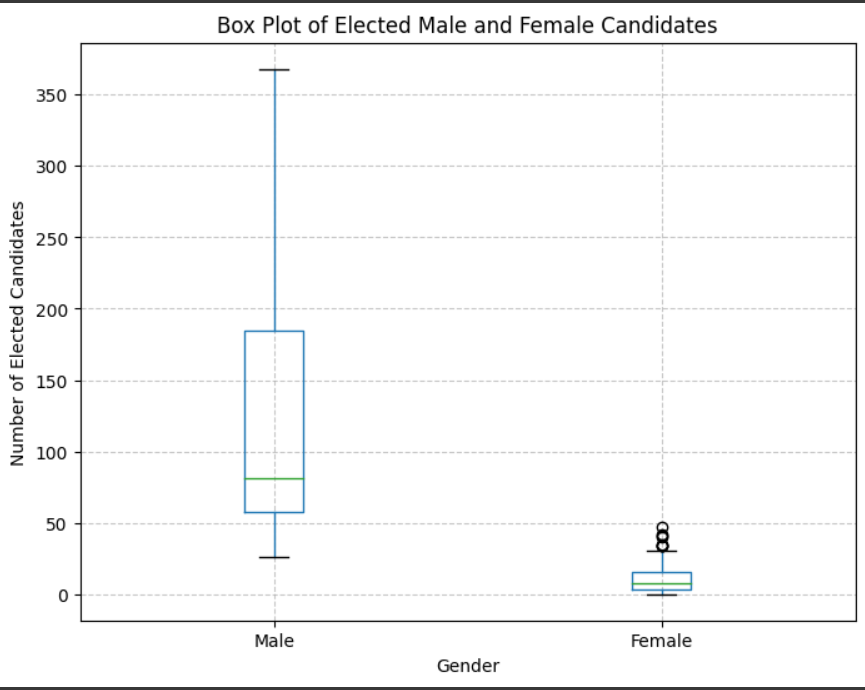 Box Plot of Elected Male and Female Candidates
Number of Elected Candidates
350
300
250
200
150
100
50
0
Male
Female
Gender